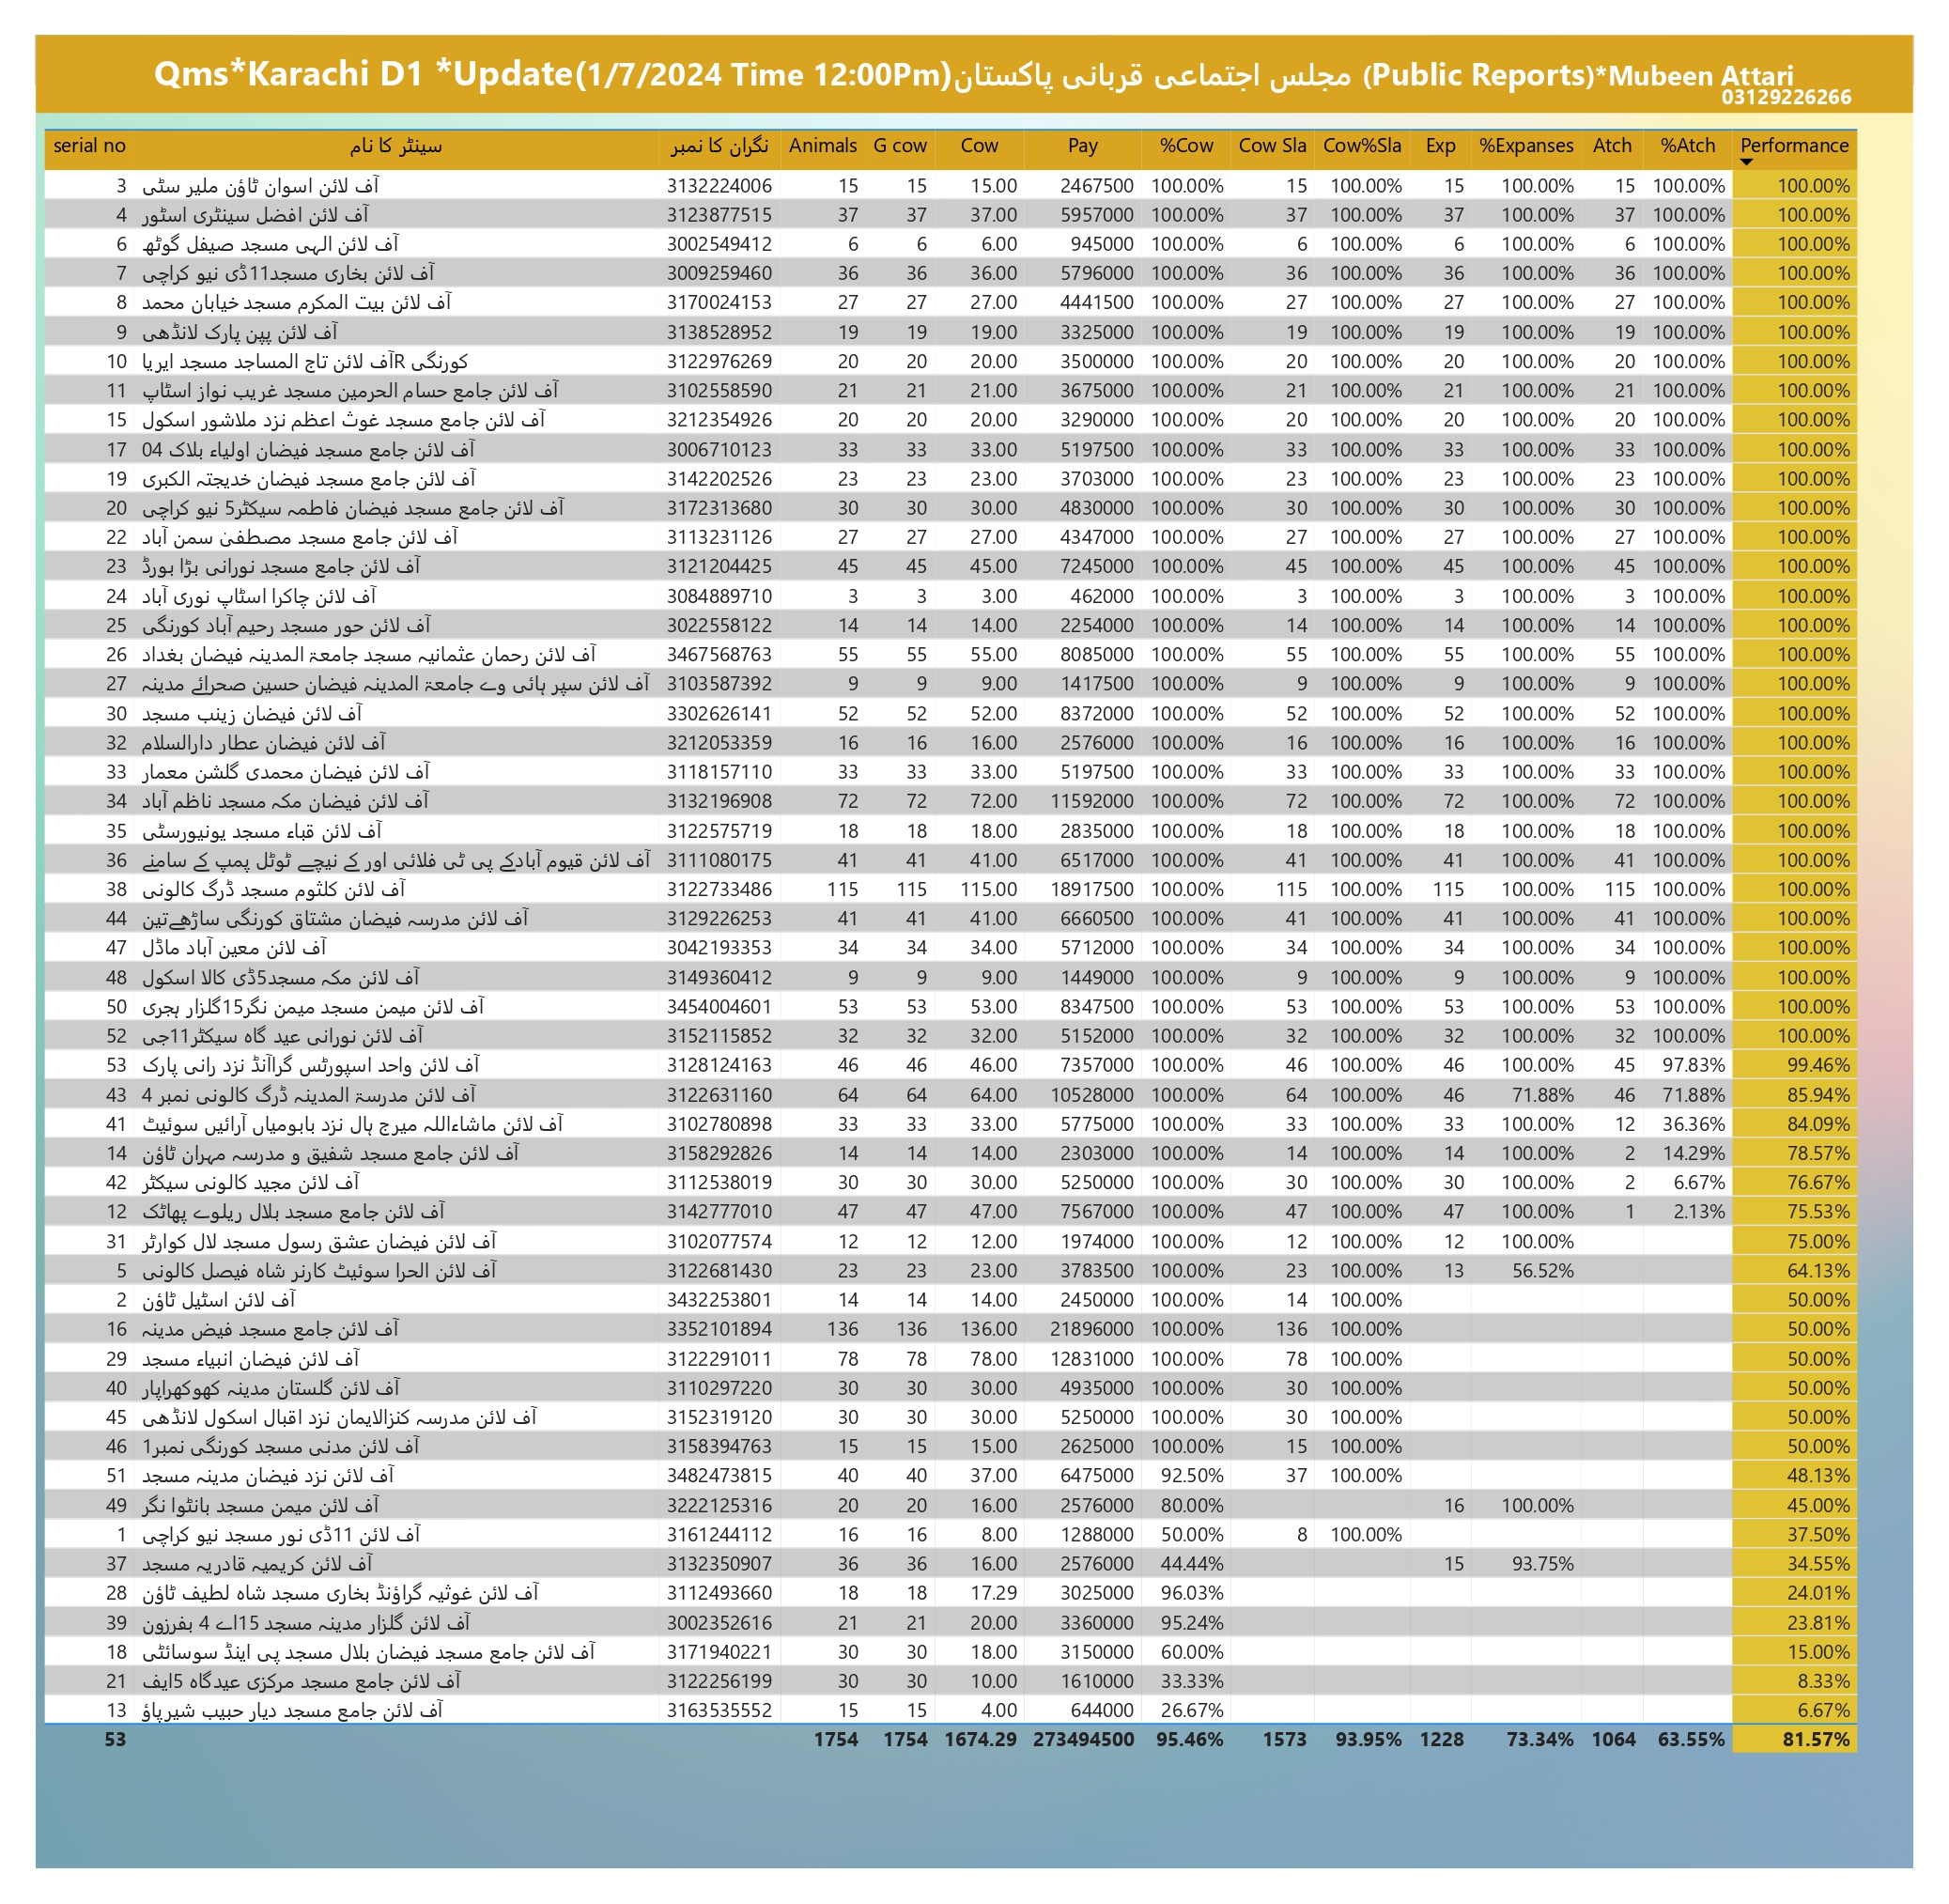 Qms*Karachi D1 *Update(1/7/2024 Time 12:00Pm)مجلس اجتماعی قربانی پاکستان (Public Reports)*Mubeen Attari
03129226266
serial no سینٹر کا نام نگران کا نمبر Animals G cow Cow Pay %Cow Cow Sla Cow%Sla Exp %Expanses Atch %Atch Performance
3 آف لائن اسوان ٹاؤن ملیر سٹی 3132224006 15 15 15.00 2467500 100.00% 15 100.00% 15 100.00% 15 100.00% 100.00%
4 آف لائن افضل سینٹری اسٹور 3123877515 37 37 37.00 5957000 100.00% 37 100.00% 37 100.00% 37 100.00% 100.00%
6 آف لائن الہی مسجد صیفل گوٹھ 3002549412 6 6 6.00 945000 100.00% 6 100.00% 6 100.00% 6 100.00% 100.00%
7 آف لائن بخاری مسجد11ڈی نیو کراچی 3009259460 36 36 36.00 5796000 100.00% 36 100.00% 36 100.00% 36 100.00% 100.00%
8 آف لائن بیت المکرم مسجد خیابان محمد 3170024153 27 27 27.00 4441500 100.00% 27 100.00% 27 100.00% 27 100.00% 100.00%
9 آف لائن پپن پارک لانڈھی 3138528952 19 19 19.00 3325000 100.00% 19 100.00% 19 100.00% 19 100.00% 100.00%
10 آف لائن تاج المساجد مسجد ایریا R کورنگی 3122976269 20 20 20.00 3500000 100.00% 20 100.00% 20 100.00% 20 100.00% 100.00%
11 آف لائن جامع حسام الحرمین مسجد غریب نواز اسٹاپ 3102558590 21 21 21.00 3675000 100.00% 21 100.00% 21 100.00% 21 100.00% 100.00%
15 آف لائن جامع مسجد غوث اعظم نزد ملاشور اسکول 3212354926 20 20 20.00 3290000 100.00% 20 100.00% 20 100.00% 20 100.00% 100.00%
17 آف لائن جامع مسجد فیضان اولیاء بلاک 04 3006710123 33 33 33.00 5197500 100.00% 33 100.00% 33 100.00% 33 100.00% 100.00%
19 آف لائن جامع مسجد فیضان خدیجتہ الکبری 3142202526 23 23 23.00 3703000 100.00% 23 100.00% 23 100.00% 23 100.00% 100.00%
20 آف لائن جامع مسجد فیضان فاطمہ سیکٹر5 نیو کراچی 3172313680 30 30 30.00 4830000 100.00% 30 100.00% 30 100.00% 30 100.00% 100.00%
22 آف لائن جامع مسجد مصطفیٰ سمن آباد 3113231126 27 27 27.00 4347000 100.00% 27 100.00% 27 100.00% 27 100.00% 100.00%
23 آف لائن جامع مسجد نورانی بڑا بورڈ 3121204425 45 45 45.00 7245000 100.00% 45 100.00% 45 100.00% 45 100.00% 100.00%
24 آف لائن چاکرا اسٹاپ نوری آباد 3084889710 3 3 3.00 462000 100.00% 3 100.00% 3 100.00% 3 100.00% 100.00%
25 آف لائن حور مسجد رحیم آباد کورنگی 3022558122 14 14 14.00 2254000 100.00% 14 100.00% 14 100.00% 14 100.00% 100.00%
26 آف لائن رحمان عثمانیہ مسجد جامعۃ المدینہ فیضان بغداد 3467568763 55 55 55.00 8085000 100.00% 55 100.00% 55 100.00% 55 100.00% 100.00%
27 آف لائن سپر ہائی وے جامعۃ المدینہ فیضان حسین صحرائے مدینہ 3103587392 9 9 9.00 1417500 100.00% 9 100.00% 9 100.00% 9 100.00% 100.00%
30 آف لائن فیضان زینب مسجد 3302626141 52 52 52.00 8372000 100.00% 52 100.00% 52 100.00% 52 100.00% 100.00%
32 آف لائن فیضان عطار دارالسلام 3212053359 16 16 16.00 2576000 100.00% 16 100.00% 16 100.00% 16 100.00% 100.00%
33 آف لائن فیضان محمدی گلشن معمار 3118157110 33 33 33.00 5197500 100.00% 33 100.00% 33 100.00% 33 100.00% 100.00%
34 آف لائن فیضان مکہ مسجد ناظم آباد 3132196908 72 72 72.00 11592000 100.00% 72 100.00% 72 100.00% 72 100.00% 100.00%
35 آف لائن قباء مسجد یونیورسٹی 3122575719 18 18 18.00 2835000 100.00% 18 100.00% 18 100.00% 18 100.00% 100.00%
36 آف لائن قیوم آبادکے پی ٹی فلائی اور کے نیچے ٹوٹل پمپ کے سامنے 3111080175 41 41 41.00 6517000 100.00% 41 100.00% 41 100.00% 41 100.00% 100.00%
38 آف لائن کلثوم مسجد ڈرگ کالونی 3122733486 115 115 115.00 18917500 100.00% 115 100.00% 115 100.00% 115 100.00% 100.00%
44 آف لائن مدرسہ فیضان مشتاق کورنگی ساڑھےتین 3129226253 41 41 41.00 6660500 100.00% 41 100.00% 41 100.00% 41 100.00% 100.00%
47 آف لائن معین آباد ماڈل 3042193353 34 34 34.00 5712000 100.00% 34 100.00% 34 100.00% 34 100.00% 100.00%
48 آف لائن مکہ مسجد5ڈی کالا اسکول 3149360412 9 9 9.00 1449000 100.00% 9 100.00% 9 100.00% 9 100.00% 100.00%
50 آف لائن میمن مسجد میمن نگر15گلزار ہجری 3454004601 53 53 53.00 8347500 100.00% 53 100.00% 53 100.00% 53 100.00% 100.00%
52 آف لائن نورانی عید گاہ سیکٹر11جی 3152115852 32 32 32.00 5152000 100.00% 32 100.00% 32 100.00% 32 100.00% 100.00%
53 آف لائن واحد اسپورٹس گراآنڈ نزد رانی پارک 3128124163 46 46 46.00 7357000 100.00% 46 100.00% 46 100.00% 45 97.83% 99.46%
43 آف لائن مدرسۃ المدینہ ڈرگ کالونی نمبر 4 3122631160 64 64 64.00 10528000 100.00% 64 100.00% 46 71.88% 46 71.88% 85.94%
41 آف لائن ماشاءاللہ میرج ہال نزد بابومیاں آرائیں سوئیٹ 3102780898 33 33 33.00 5775000 100.00% 33 100.00% 33 100.00% 12 36.36% 84.09%
14 آف لائن جامع مسجد شفیق و مدرسہ مہران ٹاؤن 3158292826 14 14 14.00 2303000 100.00% 14 100.00% 14 100.00% 2 14.29% 78.57%
42 آف لائن مجید کالونی سیکٹر 3112538019 30 30 30.00 5250000 100.00% 30 100.00% 30 100.00% 2 6.67% 76.67%
12 آف لائن جامع مسجد بلال ریلوے پھاٹک 3142777010 47 47 47.00 7567000 100.00% 47 100.00% 47 100.00% 1 2.13% 75.53%
31 آف لائن فیضان عشق رسول مسجد لال کوارٹر 3102077574 12 12 12.00 1974000 100.00% 12 100.00% 12 100.00% 75.00%
5 آف لائن الحرا سوئیٹ کارنر شاہ فیصل کالونی 3122681430 23 23 23.00 3783500 100.00% 23 100.00% 13 56.52% 64.13%
2 آف لائن اسٹیل ٹاؤن 3432253801 14 14 14.00 2450000 100.00% 14 100.00% 50.00%
16 آف لائن جامع مسجد فیض مدینہ 3352101894 136 136 136.00 21896000 100.00% 136 100.00% 50.00%
29 آف لائن فیضان انبیاء مسجد 3122291011 78 78 78.00 12831000 100.00% 78 100.00% 50.00%
40 آف لائن گلستان مدینہ کھوکھراپار 3110297220 30 30 30.00 4935000 100.00% 30 100.00% 50.00%
45 آف لائن مدرسہ کنزالایمان نزد اقبال اسکول لانڈھی 3152319120 30 30 30.00 5250000 100.00% 30 100.00% 50.00%
46 آف لائن مدنی مسجد کورنگی نمبر1 3158394763 15 15 15.00 2625000 100.00% 15 100.00% 50.00%
51 آف لائن نزد فیضان مدینہ مسجد 3482473815 40 40 37.00 6475000 92.50% 37 100.00% 48.13%
49 آف لائن میمن مسجد بانٹوا نگر 3222125316 20 20 16.00 2576000 80.00% 16 100.00% 45.00%
1 آف لائن 11ڈی نور مسجد نیو کراچی 3161244112 16 16 8.00 1288000 50.00% 8 100.00% 37.50%
37 آف لائن کریمیہ قادریہ مسجد 3132350907 36 36 16.00 2576000 44.44% 15 93.75% 34.55%
28 آف لائن غوثیہ گراؤنڈ بخاری مسجد شاہ لطیف ٹاؤن 3112493660 18 18 17.29 3025000 96.03% 24.01%
39 آف لائن گلزار مدینہ مسجد 15اے 4 بفرزون 3002352616 21 21 20.00 3360000 95.24% 23.81%
18 آف لائن جامع مسجد فیضان بلال مسجد پی اینڈ سوسائٹی 3171940221 30 30 18.00 3150000 60.00% 15.00%
21 آف لائن جامع مسجد مرکزی عیدگاہ 5ایف 3122256199 30 30 10.00 1610000 33.33% 8.33%
13 آف لائن جامع مسجد دیار حبیب شیرپاؤ 3163535552 15 15 4.00 644000 26.67% 6.67%
53 1754 1754 1674.29 273494500 95.46% 1573 93.95% 1228 73.34% 1064 63.55% 81.57%